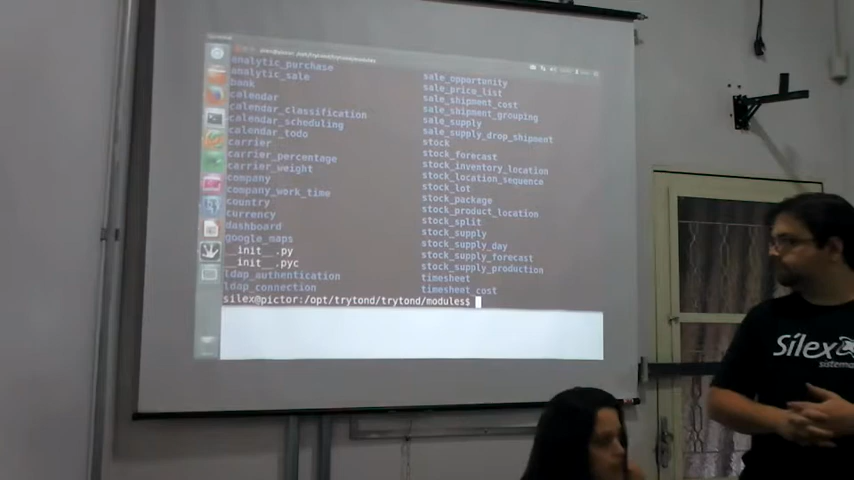 analytic_purchase
analytic_sale
bank
calendar
calendar_classification
calendar_scheduling
calendar_todo
carrier
carrier_percentage
carrier_weight
company
company_work_time
country
currency
dashboard
google_maps
__init__.py
__init__.pyc
ldap_authentication
ldap_connection
sale_opportunity
sale_price_list
sale_shipment_cost
sale_shipment_grouping
sale_supply
sale_supply_drop_shipment
stock
stock_forecast
stock_inventory_location
stock_location_sequence
stock_lot
stock_package
stock_product_location
stock_split
stock_supply
stock_supply_day
stock_supply_forecast
stock_supply_production
timesheet
timesheet_cost
silex@pictor:/opt/trytond/trytond/modules$
Sílex
sistemas